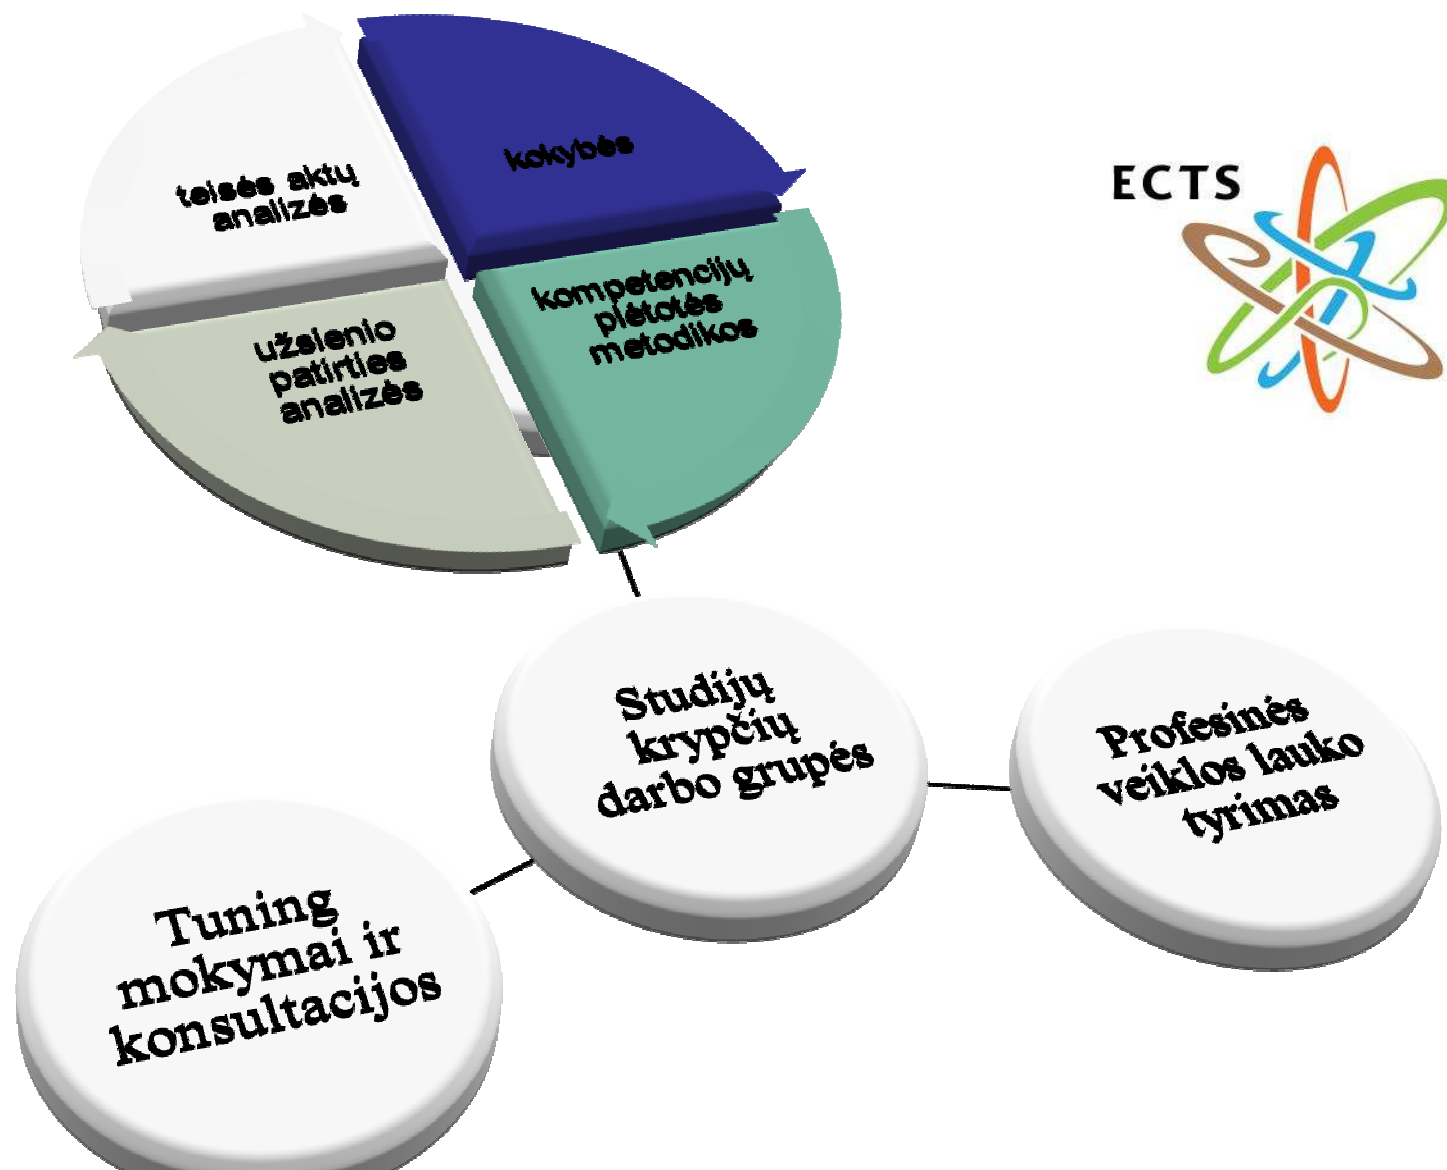 teisės aktų
analizės
kokybės
ECTS
užsienio
patirties
analizės
kompetencijų
plėtotės
metodikos
Studijų
krypčių
darbo grupės
Profesinės
veiklos lauko
tyrimas
Tuning
mokymai ir
konsultacijos